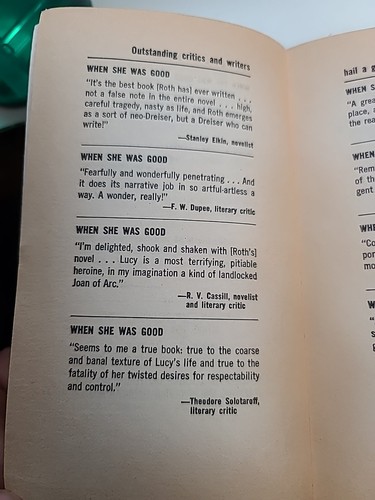 Outstanding critics and writers
WHEN SHE WAS GOOD
"It's the best book [Roth has] ever written . . .
not a false note in the entire novel . . . high,
careful tragedy, nasty as life, and Roth emerges
as a sort of neo-Dreiser, but a Dreiser who can
write!"
—Stanley Elkin, novelist
WHEN SHE WAS GOOD
"Fearfully and wonderfully penetrating . . . And
it does its narrative job in so artful-artless a
way. A wonder, really!"
—F. W. Dupee, literary critic
WHEN SHE WAS GOOD
"I'm delighted, shook and shaken with [Roth's]
novel . . . Lucy is a most terrifying, pitiable
heroine, in my imagination a kind of landlocked
Joan of Arc."
—R. V. Cassill, novelist
and literary critic
WHEN SHE WAS GOOD
"Seems to me a true book: true to the coarse
and banal texture of Lucy's life and true to the
fatality of her twisted desires for respectability
and control."
—Theodore Solotaroff,
literary critic
hail a
WHEN S
"A grea
place,
the rea
WHEN
"Rem
of th
gent
WHE
"Co
por
mo